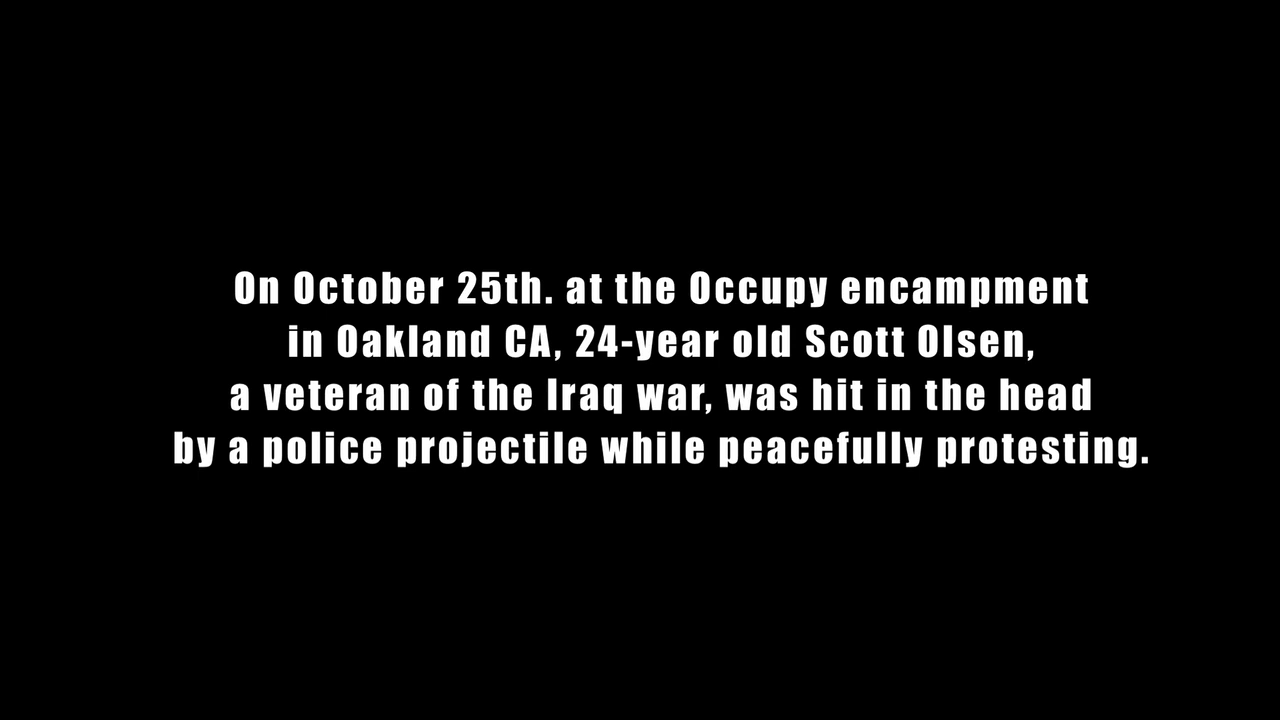 On October 25th. at the Occupy encampment
in Oakland CA, 24-year old Scott Olsen,
a veteran of the Iraq war, was hit in the head
by a police projectile while peacefully protesting.